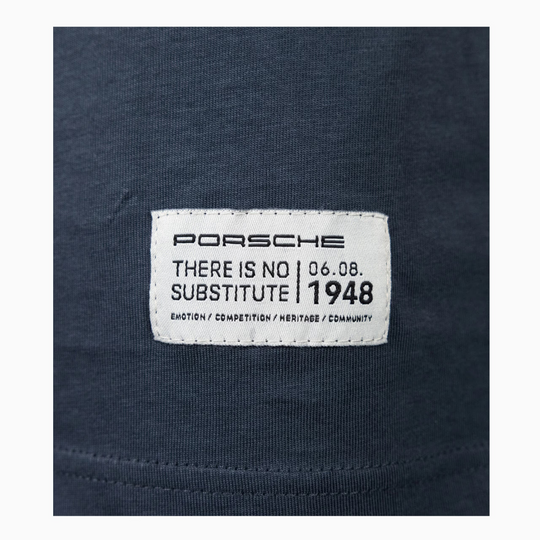 PORSCHE
THERE IS NO
SUBSTITUTE
06.08.
1948
EMOTION / COMPETITION / HERITAGE / COMMUNITY